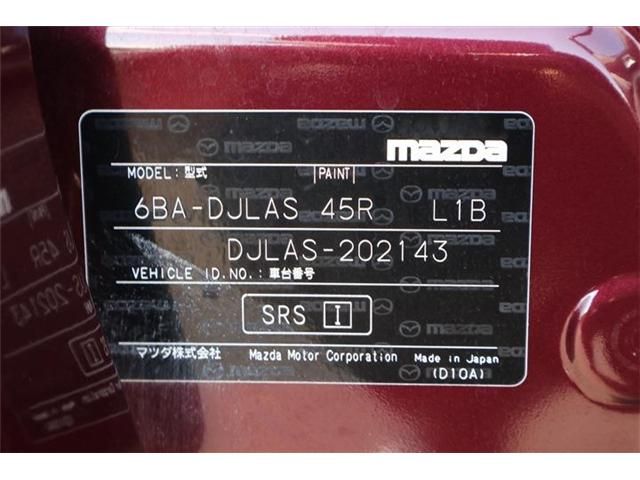 mazda
MODEL:型式 |PAINT|
6BA-DJLAS 45R L1B
DJLAS-202143
VEHICLE ID.NO.:車台番号
SRS I
マツダ株式会社 Mazda Motor Corporation Made in Japan
(D10A)